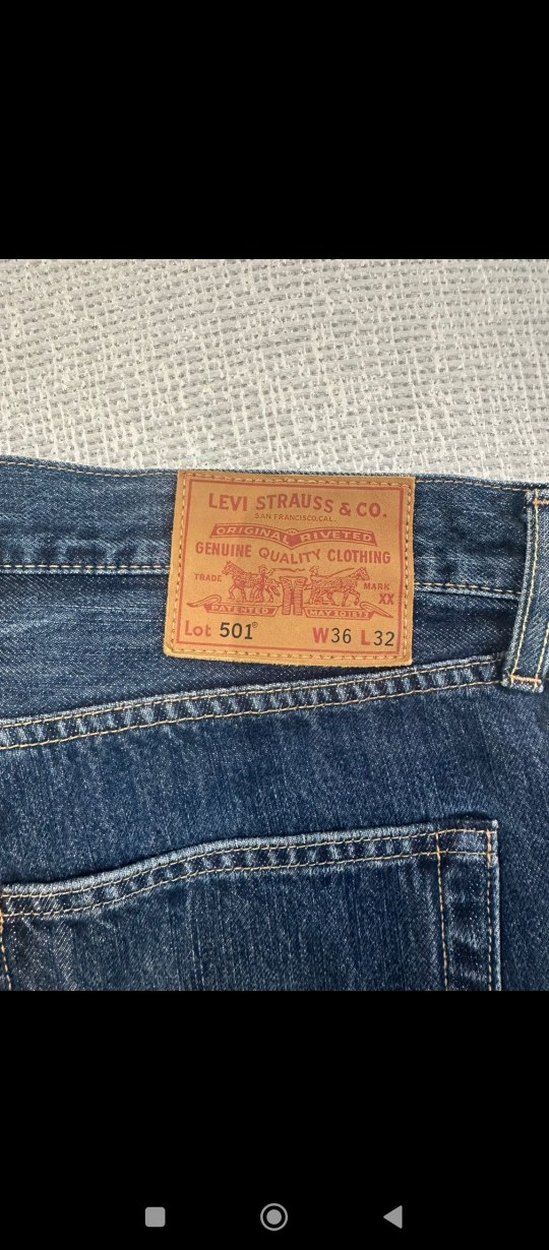 LEVI STRAUSS & CO.
SAN FRANCISCO, CAL.
ORIGINAL RIVETED
GENUINE QUALITY CLOTHING
TRADE MARK
XX
PATENTED MAY 20 1873
Lot 501® W36 L32